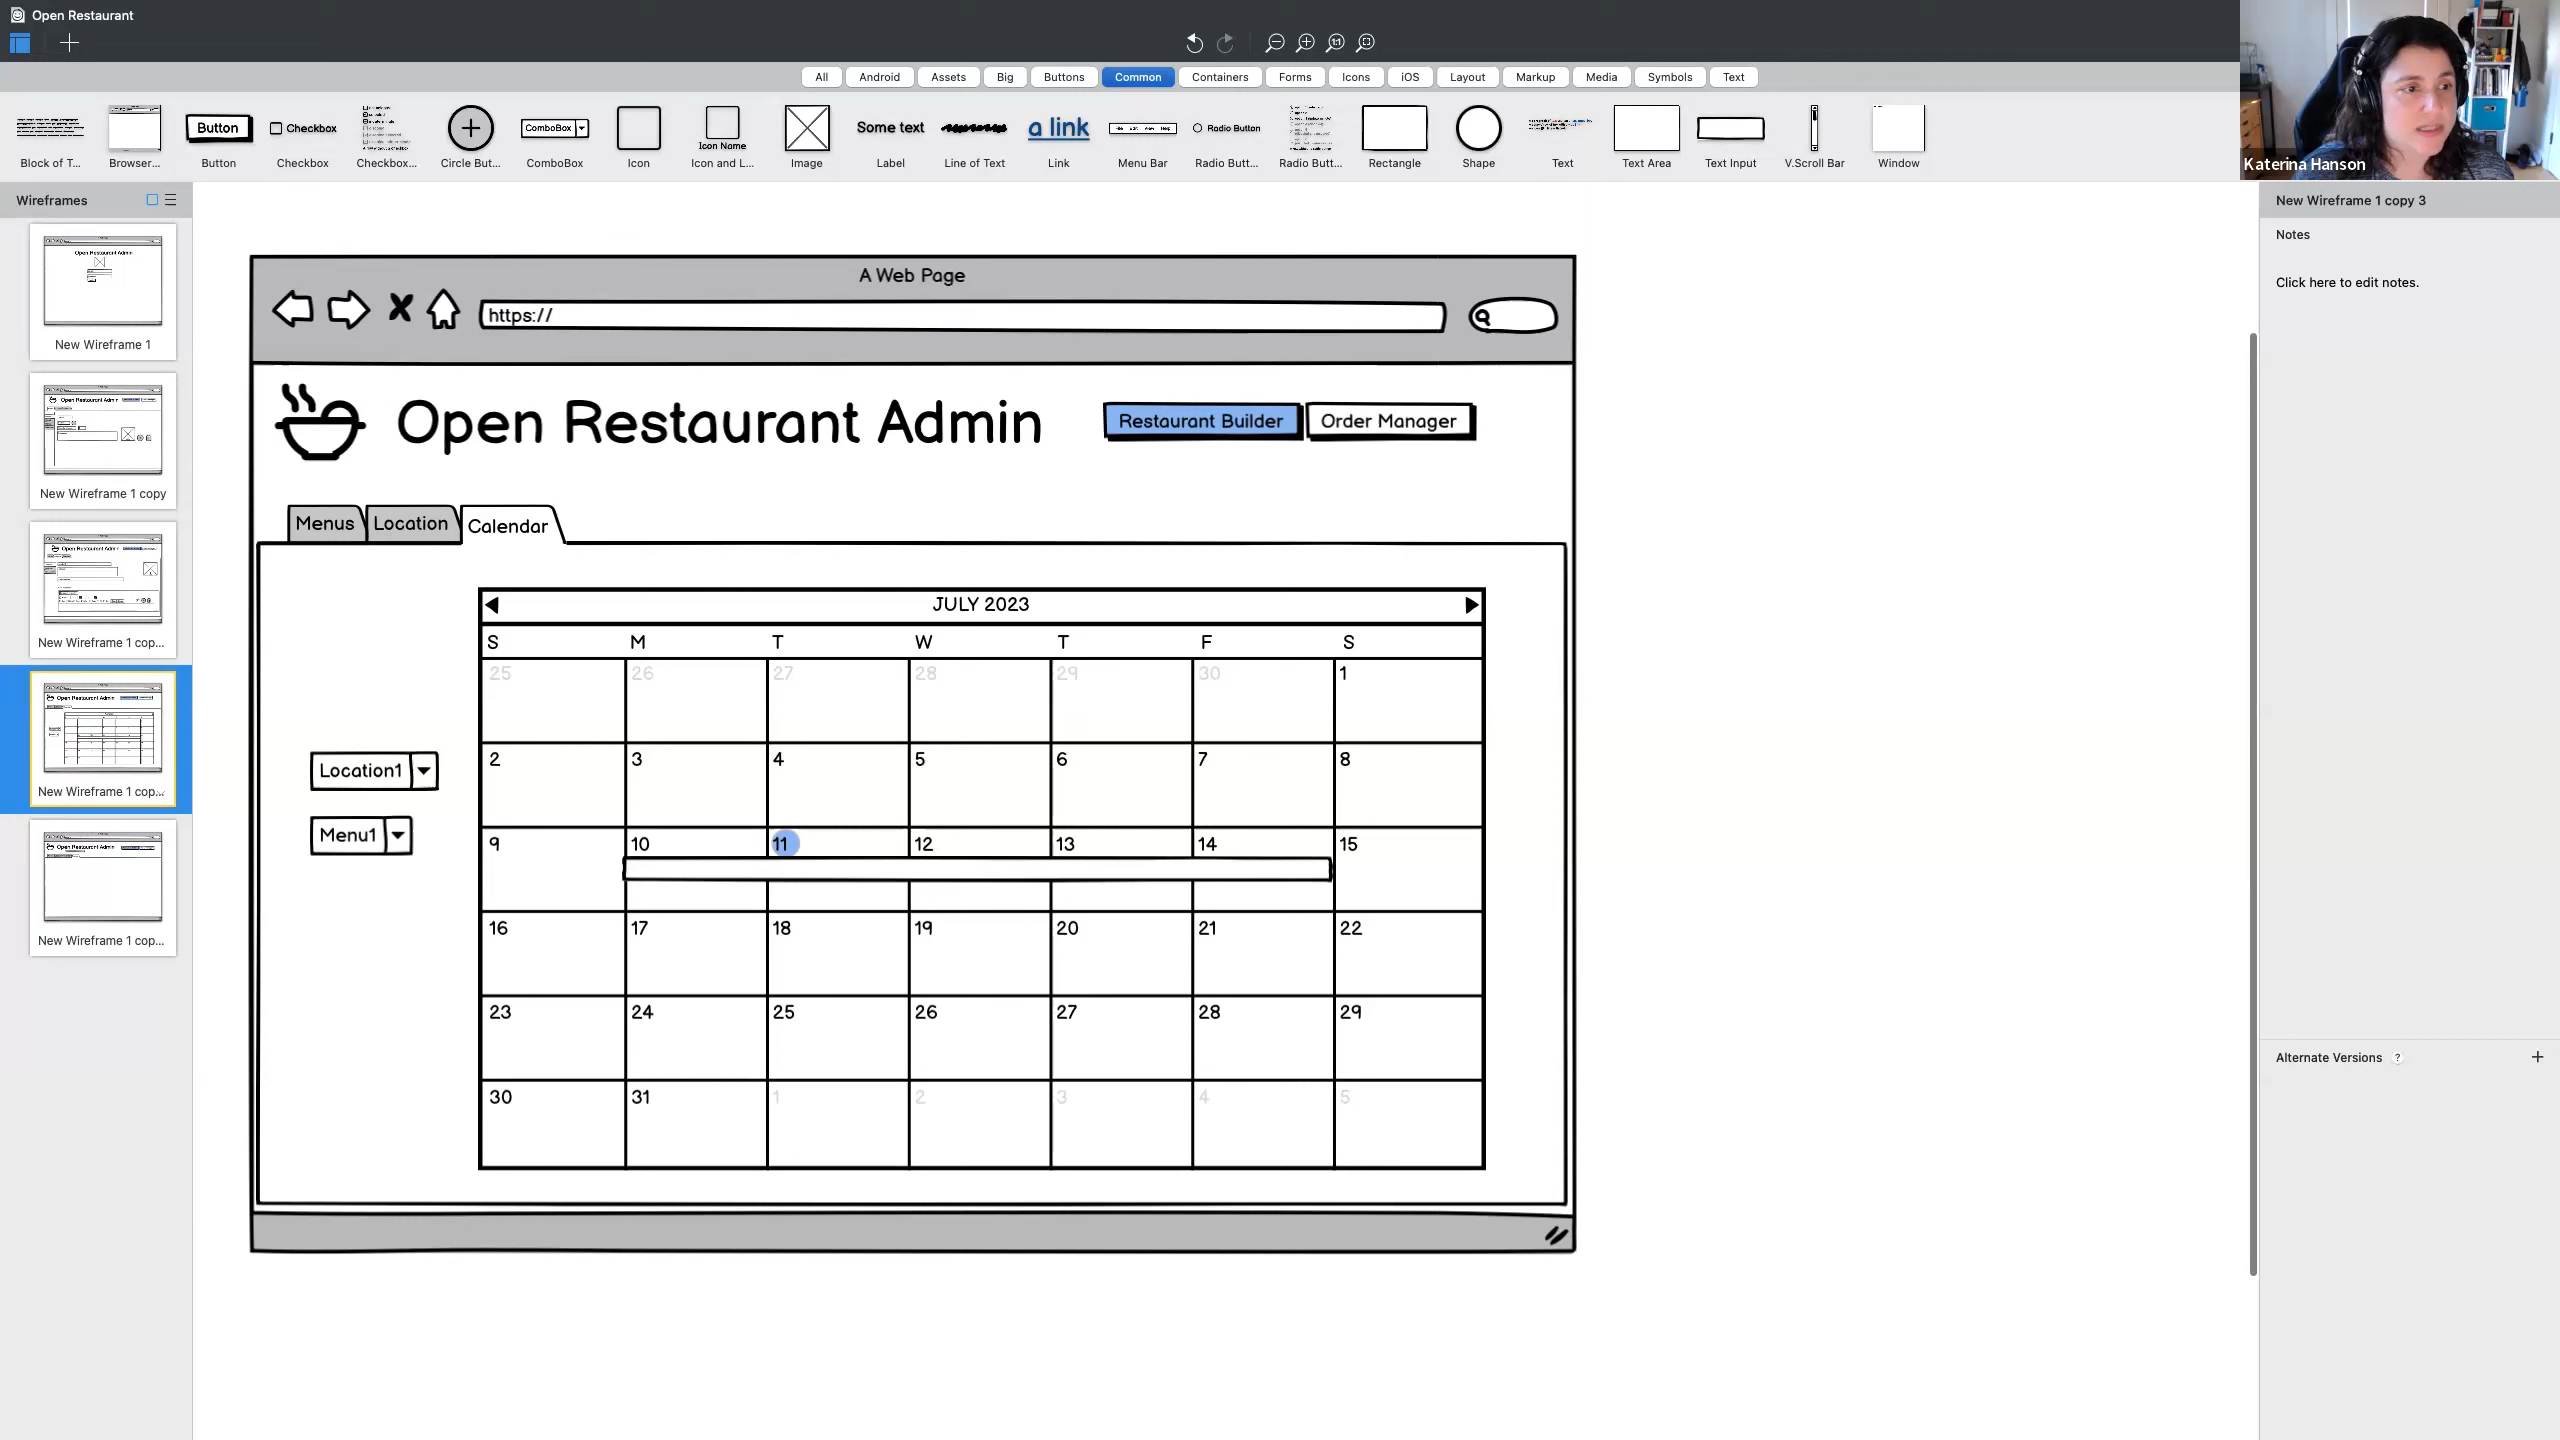 Open Restaurant
All Android Assets Big Buttons Common Containers Forms Icons iOS Layout Markup Media Symbols Text
Button
Checkbox
ComboBox
Icon Name
Some text
a link
Radio Button
Block of T... Browser... Button Checkbox Checkbox... Circle But... ComboBox Icon Icon and L... Image Label Line of Text Link Menu Bar Radio Butt... Radio Butt... Rectangle Shape Text Text Area Text Input V.Scroll Bar Window
Katerina Hanson
Wireframes
New Wireframe 1
New Wireframe 1 copy
New Wireframe 1 cop...
New Wireframe 1 cop...
New Wireframe 1 cop...
A Web Page
https://
Open Restaurant Admin
Restaurant Builder Order Manager
Menus Location Calendar
Location1
Menu1
JULY 2023
S M T W T F S
25 26 27 28 29 30 1
2 3 4 5 6 7 8
9 10 11 12 13 14 15
16 17 18 19 20 21 22
23 24 25 26 27 28 29
30 31 1 2 3 4 5
New Wireframe 1 copy 3
Notes
Click here to edit notes.
Alternate Versions ?